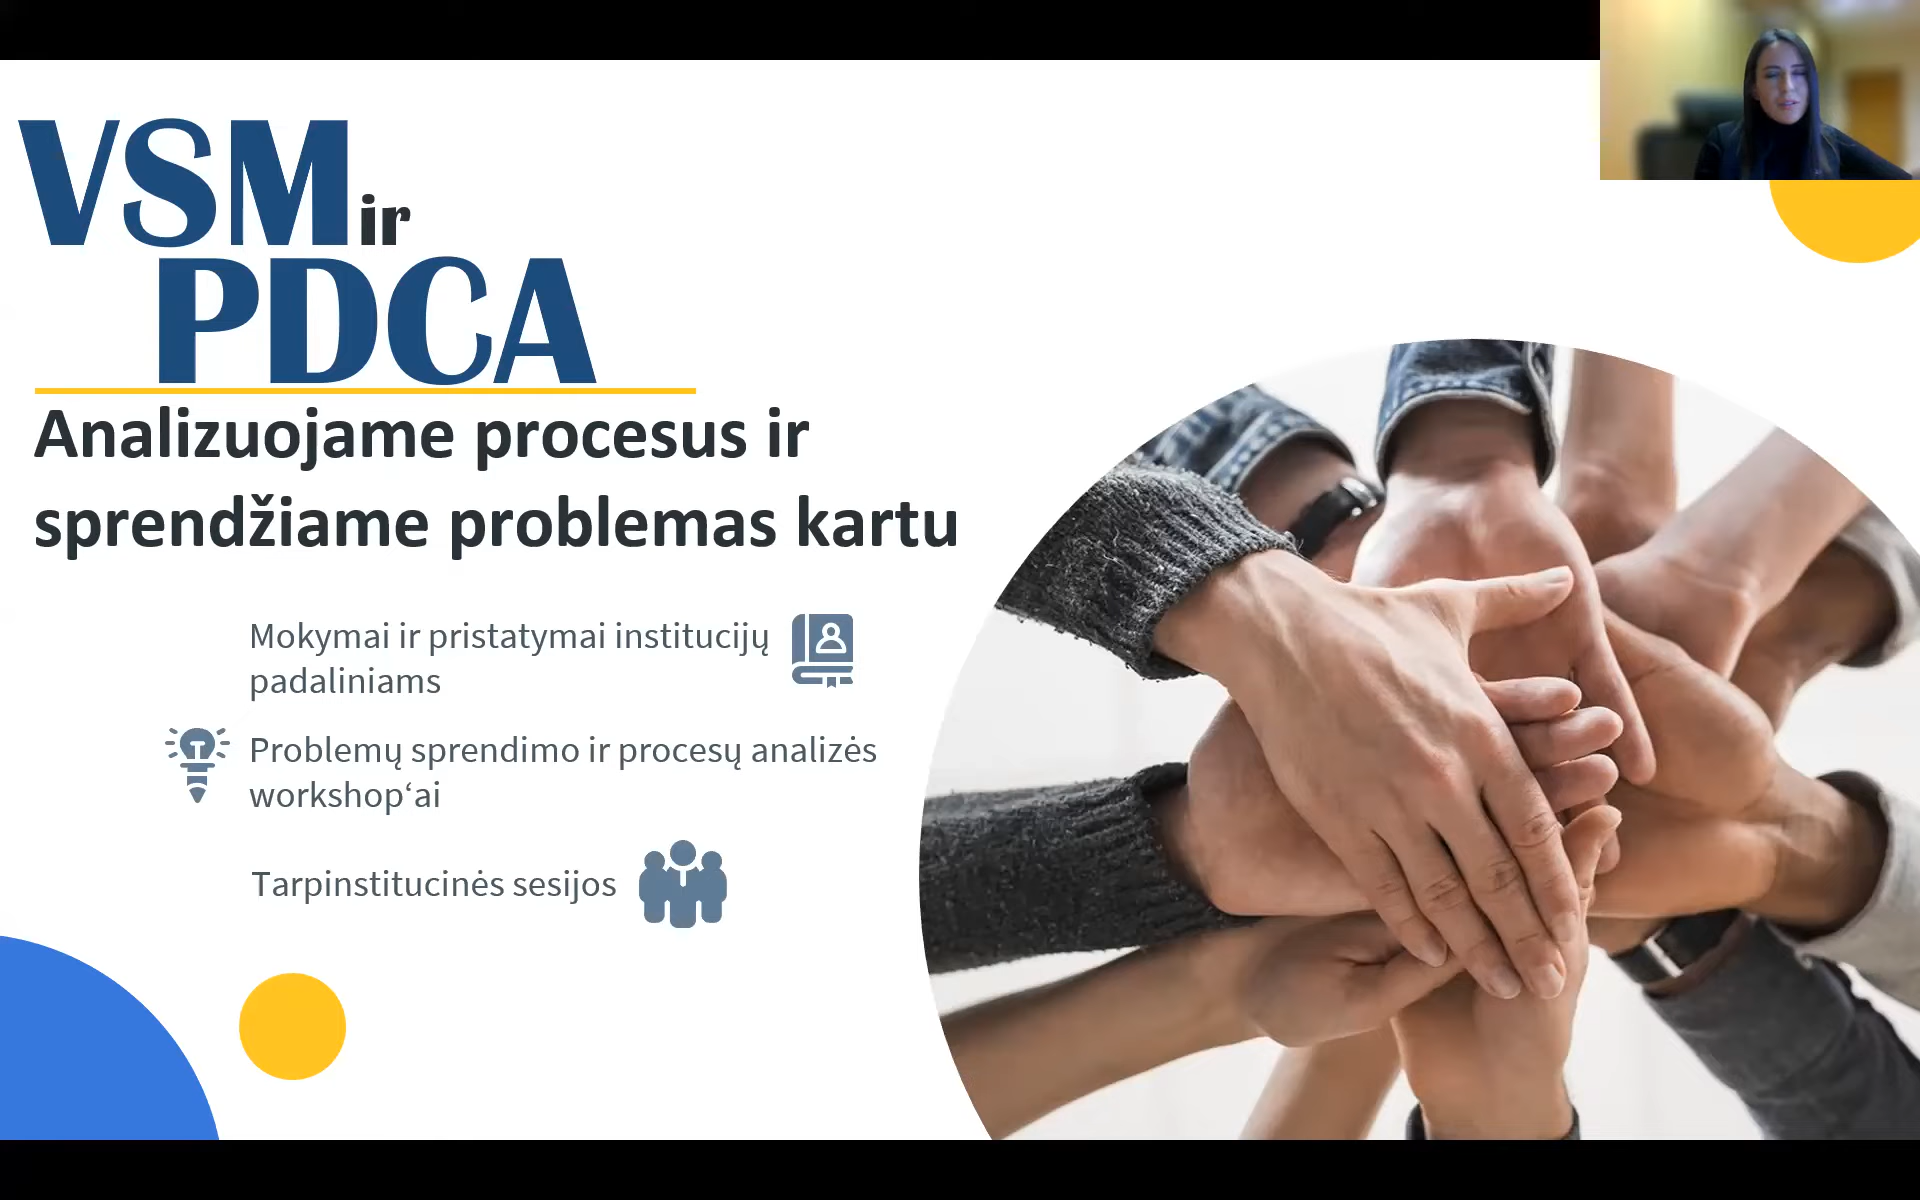 VSM ir
PDCA
Analizuojame procesus ir
sprendžiame problemas kartu
Mokymai ir pristatymai institucijų
padaliniams
Problemų sprendimo ir procesų analizės
workshop‘ai
Tarpinstitucinės sesijos